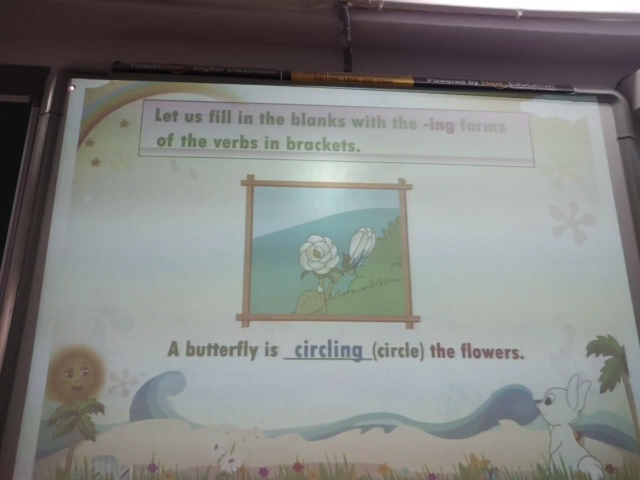 Let us fill in the blanks with the -ing forms
of the verbs in brackets.
A butterfly is circling (circle) the flowers.